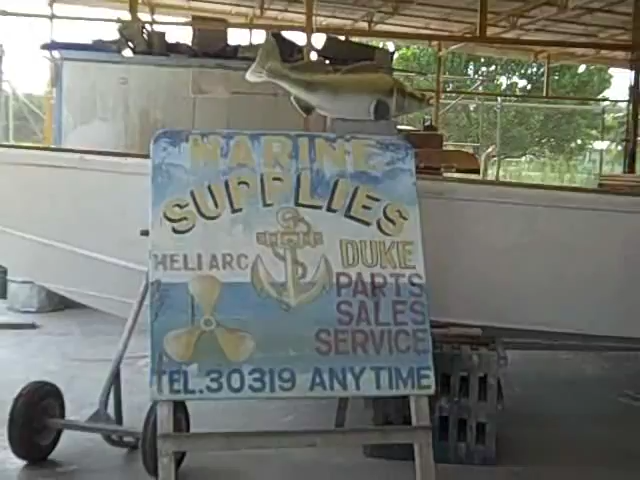 MARINE
SUPPLIES
HELI ARC DUKE
PARTS
SALES
SERVICE
TEL.30319 ANYTIME